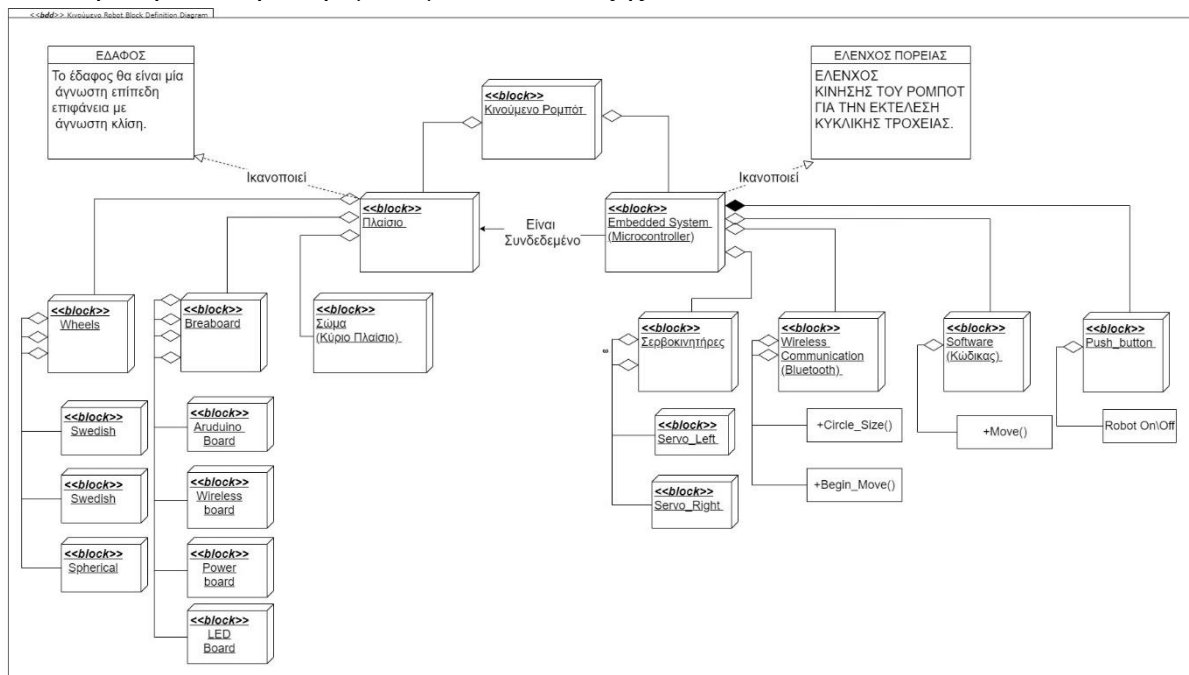 <<bdd>> Κινούμενο Robot Block Definition Diagram
ΕΔΑΦΟΣ
Το έδαφος θα είναι μία
άγνωστη επίπεδη
επιφάνεια με
άγνωστη κλίση.
ΕΛΕΝΧΟΣ ΠΟΡΕΙΑΣ
ΕΛΕΝΧΟΣ
ΚΙΝΗΣΗΣ ΤΟΥ ΡΟΜΠΟΤ
ΓΙΑ ΤΗΝ ΕΚΤΕΛΕΣΗ
ΚΥΚΛΙΚΗΣ ΤΡΟΧΕΙΑΣ.
<<block>>
Κινούμενο Ρομπότ
Ικανοποιεί
Ικανοποιεί
<<block>>
Πλαίσιο
Είναι
Συνδεδεμένο
<<block>>
Embedded System
(Microcontroller)
<<block>>
Wheels
<<block>>
Breaboard
<<block>>
Σώμα
(Κύριο Πλαίσιο)
<<block>>
Σερβοκινητήρες
<<block>>
Wireless
Communication
(Bluetooth)
<<block>>
Software
(Κώδικας)
<<block>>
Push_button
<<block>>
Swedish
<<block>>
Aruduino
Board
<<block>>
Servo_Left
+Circle_Size()
+Move()
Robot On\Off
<<block>>
Swedish
<<block>>
Wireless
board
<<block>>
Servo_Right
+Begin_Move()
<<block>>
Spherical
<<block>>
Power
board
<<block>>
LED
Board